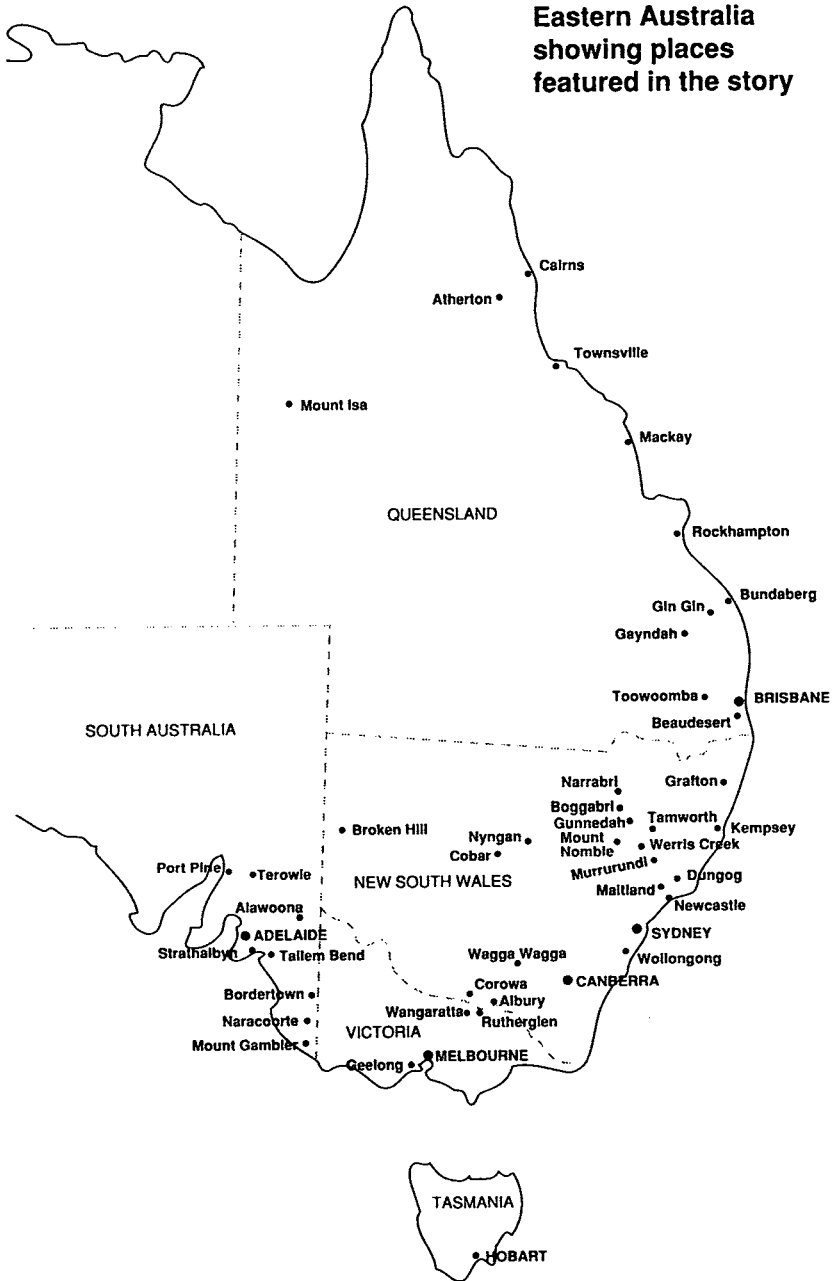 Eastern Australia
showing places
featured in the story
Cairns
Atherton
Townsville
Mount Isa
Mackay
QUEENSLAND
Rockhampton
Bundaberg
Gin Gin
Gayndah
Toowoomba
BRISBANE
Beaudesert
SOUTH AUSTRALIA
Narrabri
Grafton
Boggabri
Gunnedah
Tamworth
Kempsey
Broken Hill
Nyngan
Mount
Nombie
Werris Creek
Cobar
Murrurundi
Port Pine
Terowie
NEW SOUTH WALES
Dungog
Maitland
Newcastle
Alawoona
ADELAIDE
SYDNEY
Strathalbyn
Tailem Bend
Wagga Wagga
Wollongong
CANBERRA
Corowa
Bordertown
Albury
Wangaratta
Rutherglen
Naracoorte
VICTORIA
Mount Gambier
MELBOURNE
Geelong
TASMANIA
HOBART